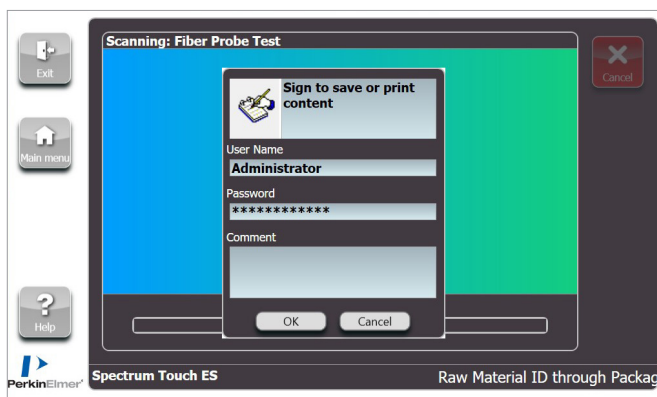 Scanning: Fiber Probe Test
Exit
Cancel
Sign to save or print
content
Main menu
User Name
Administrator
Password
************
Comment
OK
Cancel
?
Help
PerkinElmer
Spectrum Touch ES
Raw Material ID through Packag